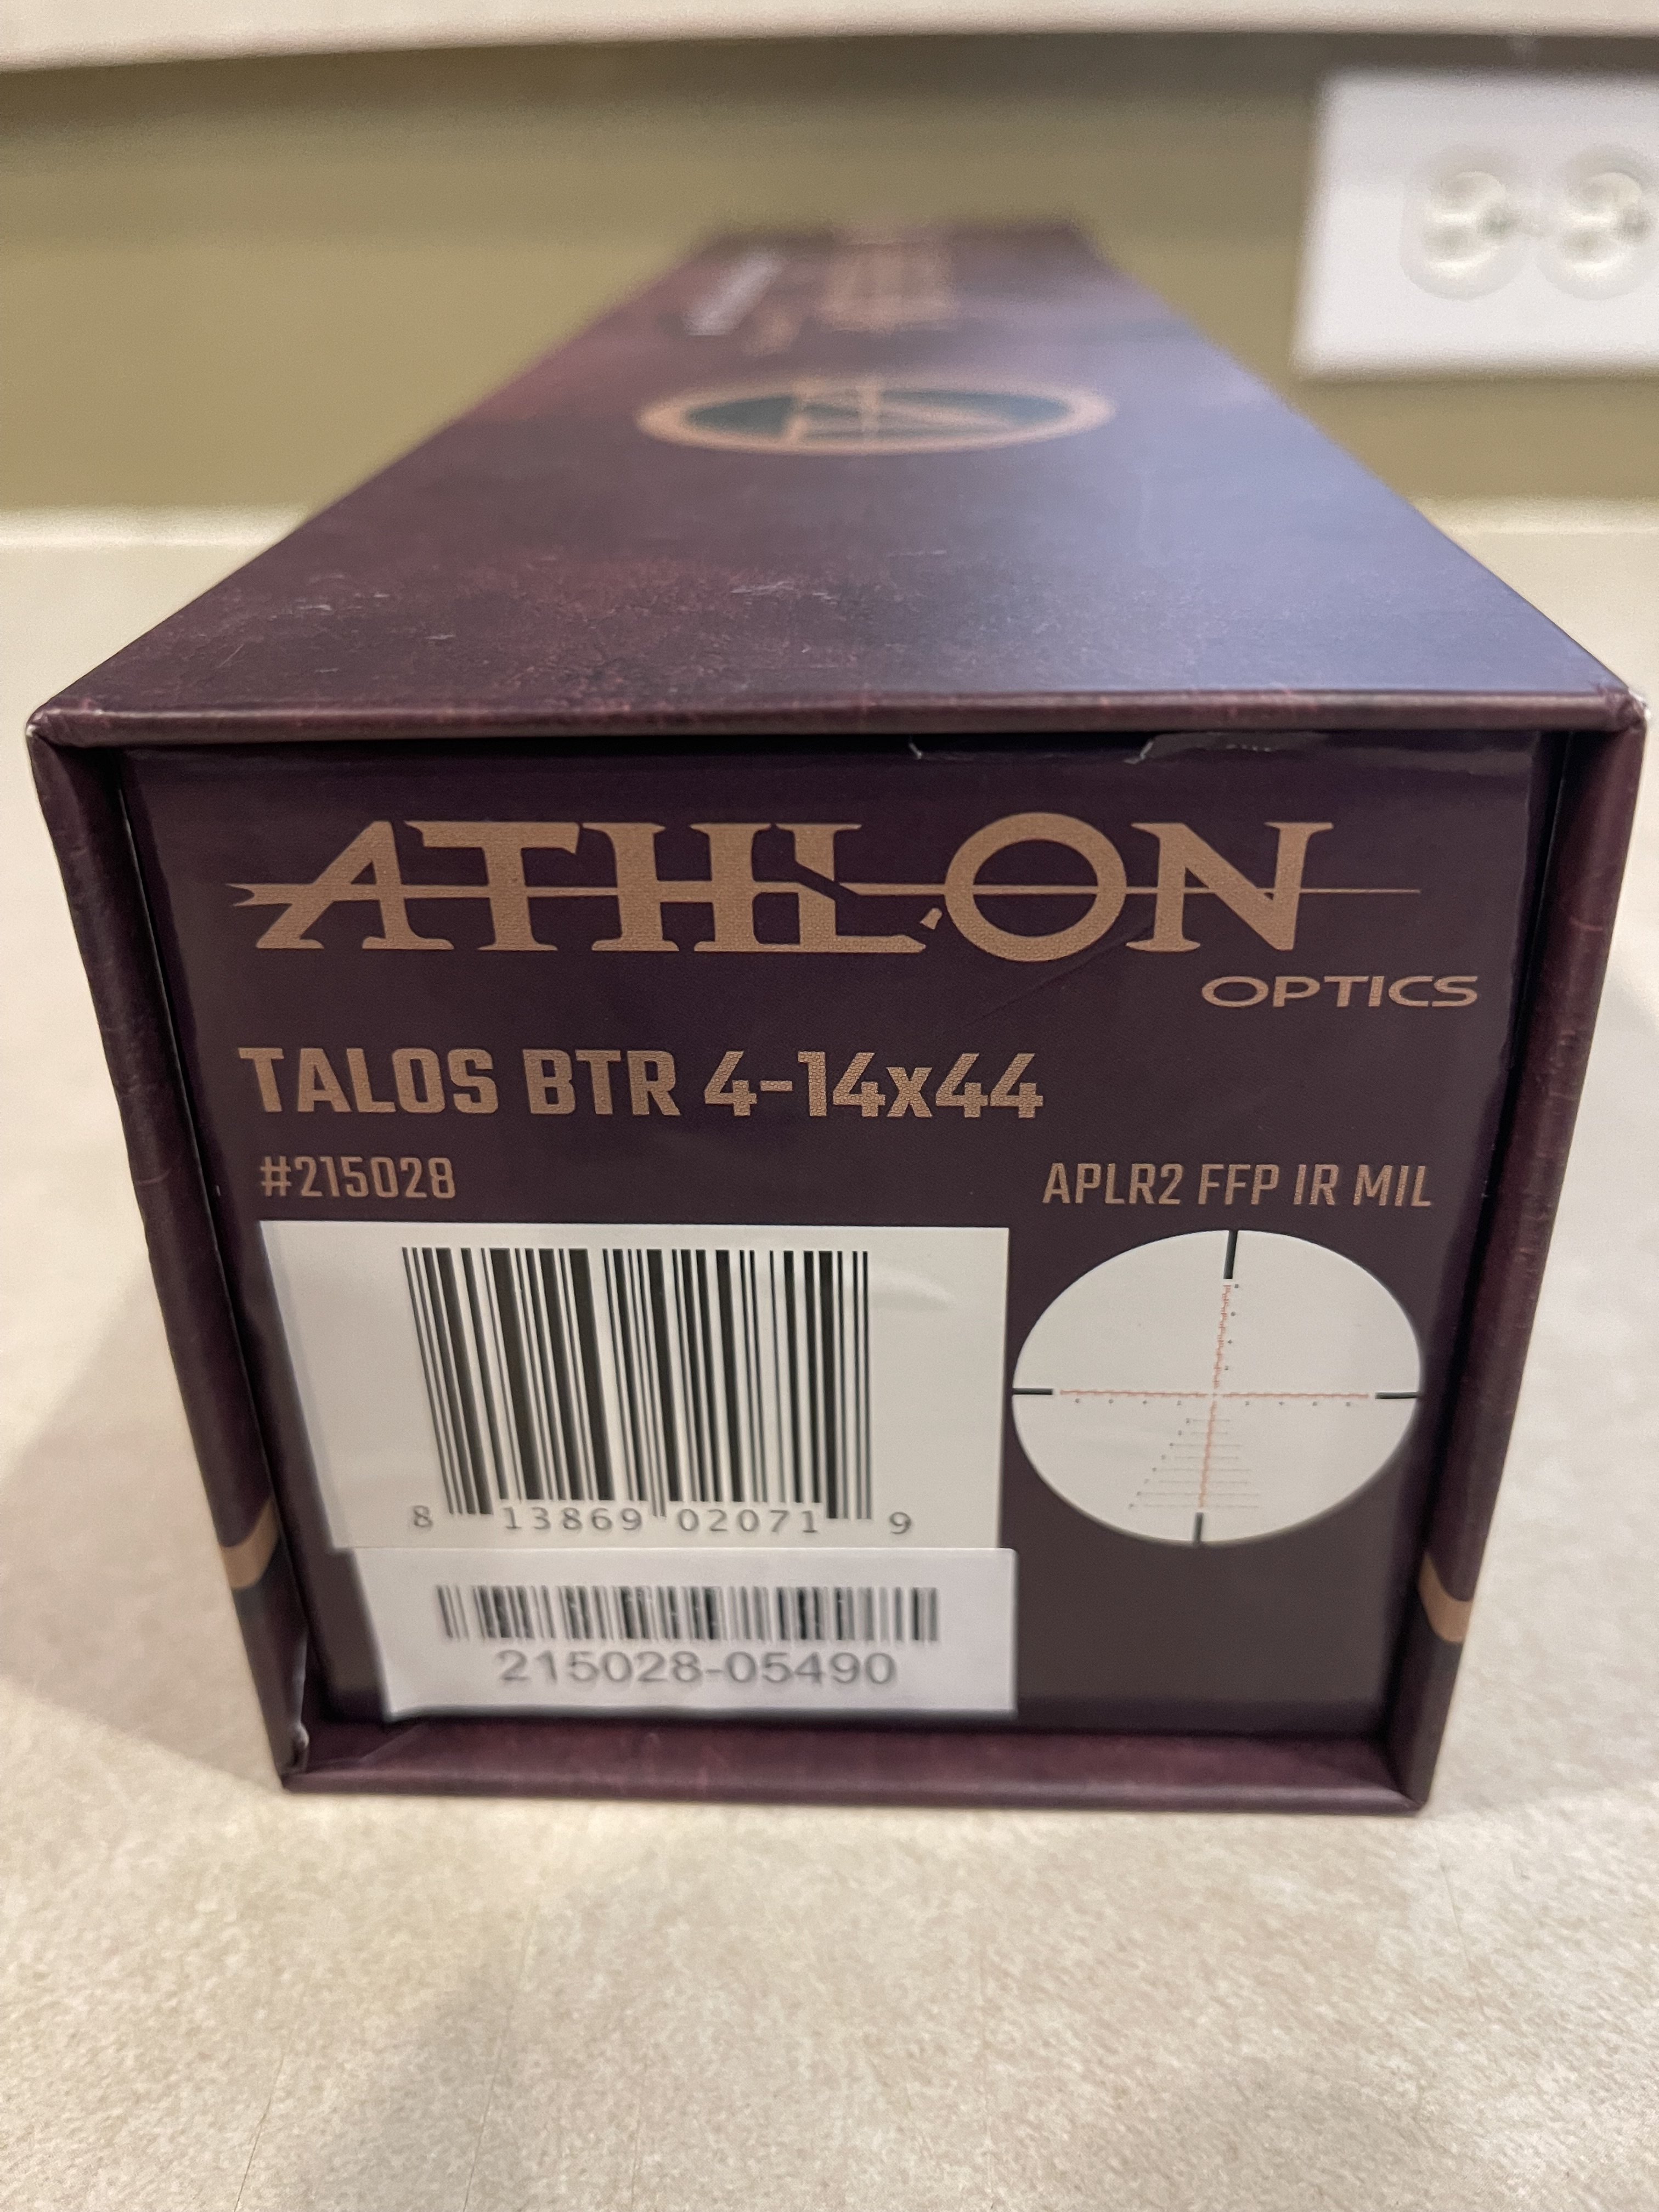 ATHLON
OPTICS
TALOS BTR 4-14x44
#215028
APLR2 FFP IR MIL
8 13869 02071 9
215028-05490